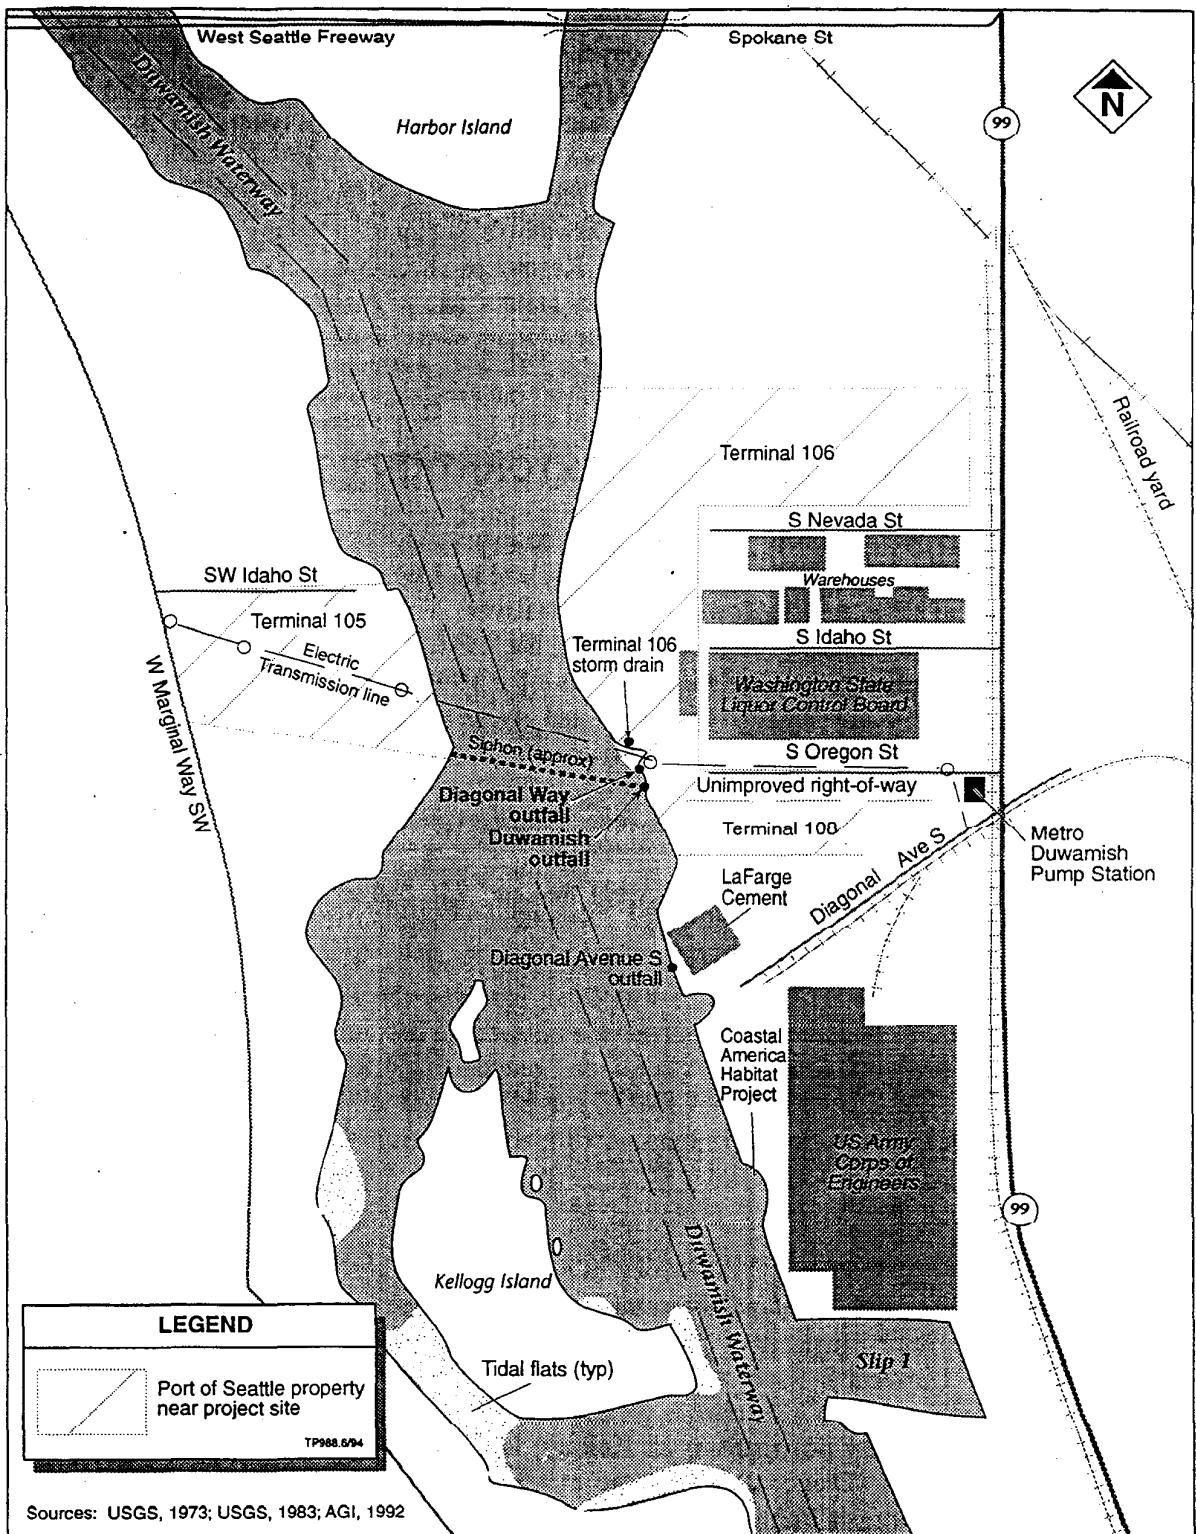 West Seattle Freeway
Spokane St
Duwamish Waterway
Harbor Island
99
N
Railroad yard
Terminal 106
S Nevada St
Warehouses
SW Idaho St
Terminal 105
Electric
Transmission line
W Marginal Way SW
Terminal 106
storm drain
S Idaho St
Washington State
Liquor Control Board
Siphon (approx)
S Oregon St
Unimproved right-of-way
Diagonal Way
outfall
Duwamish
outfall
Terminal 108
Metro
Duwamish
Pump Station
Diagonal Ave S
LaFarge
Cement
Diagonal Avenue S
outfall
Coastal
America
Habitat
Project
US Army
Corps of
Engineers
99
Duwamish Waterway
Kellogg Island
Slip 1
Tidal flats (typ)
LEGEND
Port of Seattle property
near project site
TP988.6/94
Sources: USGS, 1973; USGS, 1983; AGI, 1992